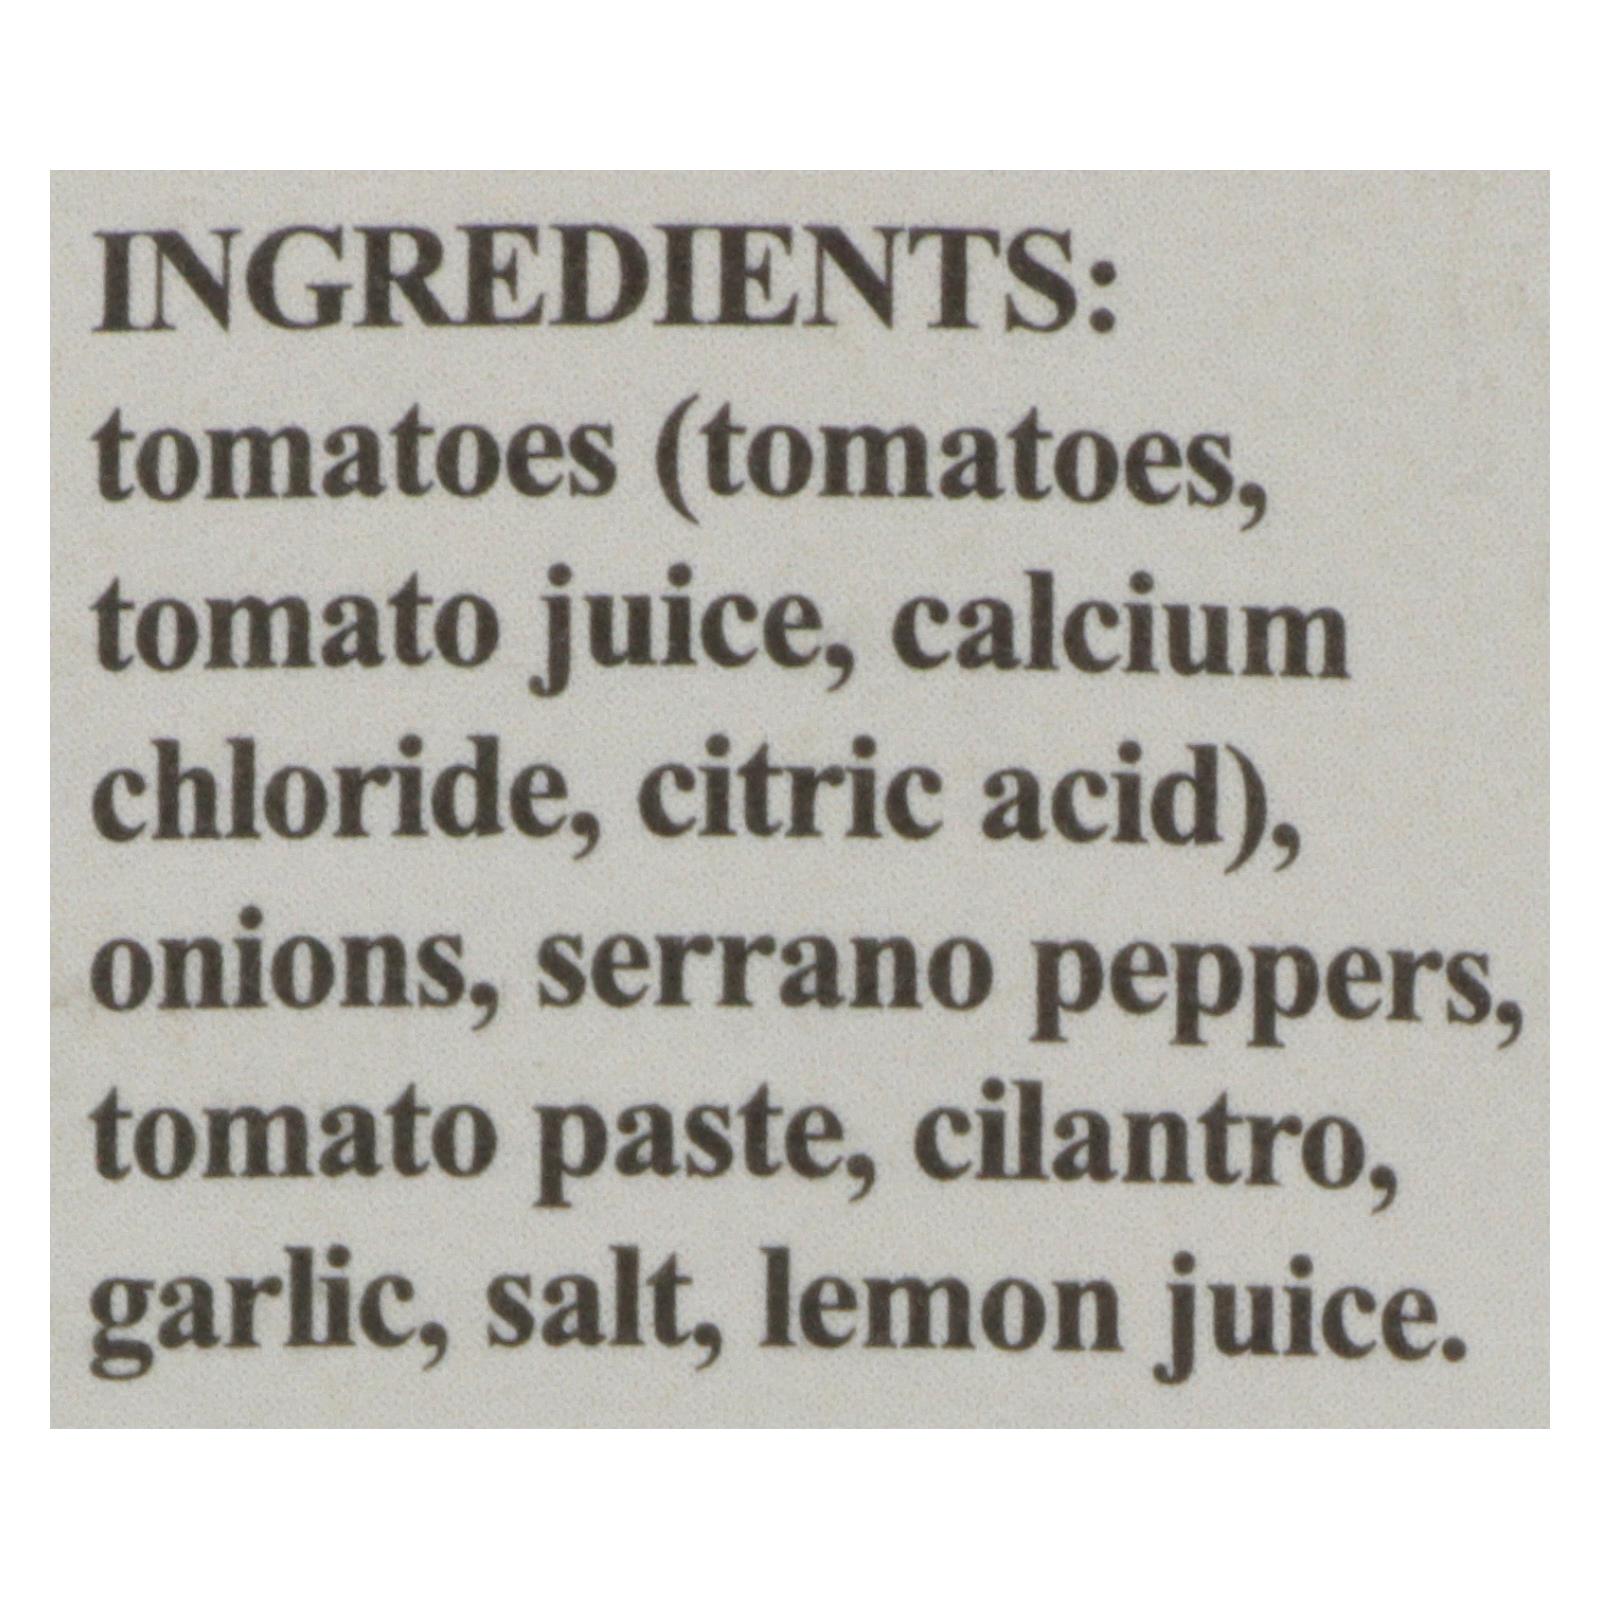 INGREDIENTS:
tomatoes (tomatoes,
tomato juice, calcium
chloride, citric acid),
onions, serrano peppers,
tomato paste, cilantro,
garlic, salt, lemon juice.